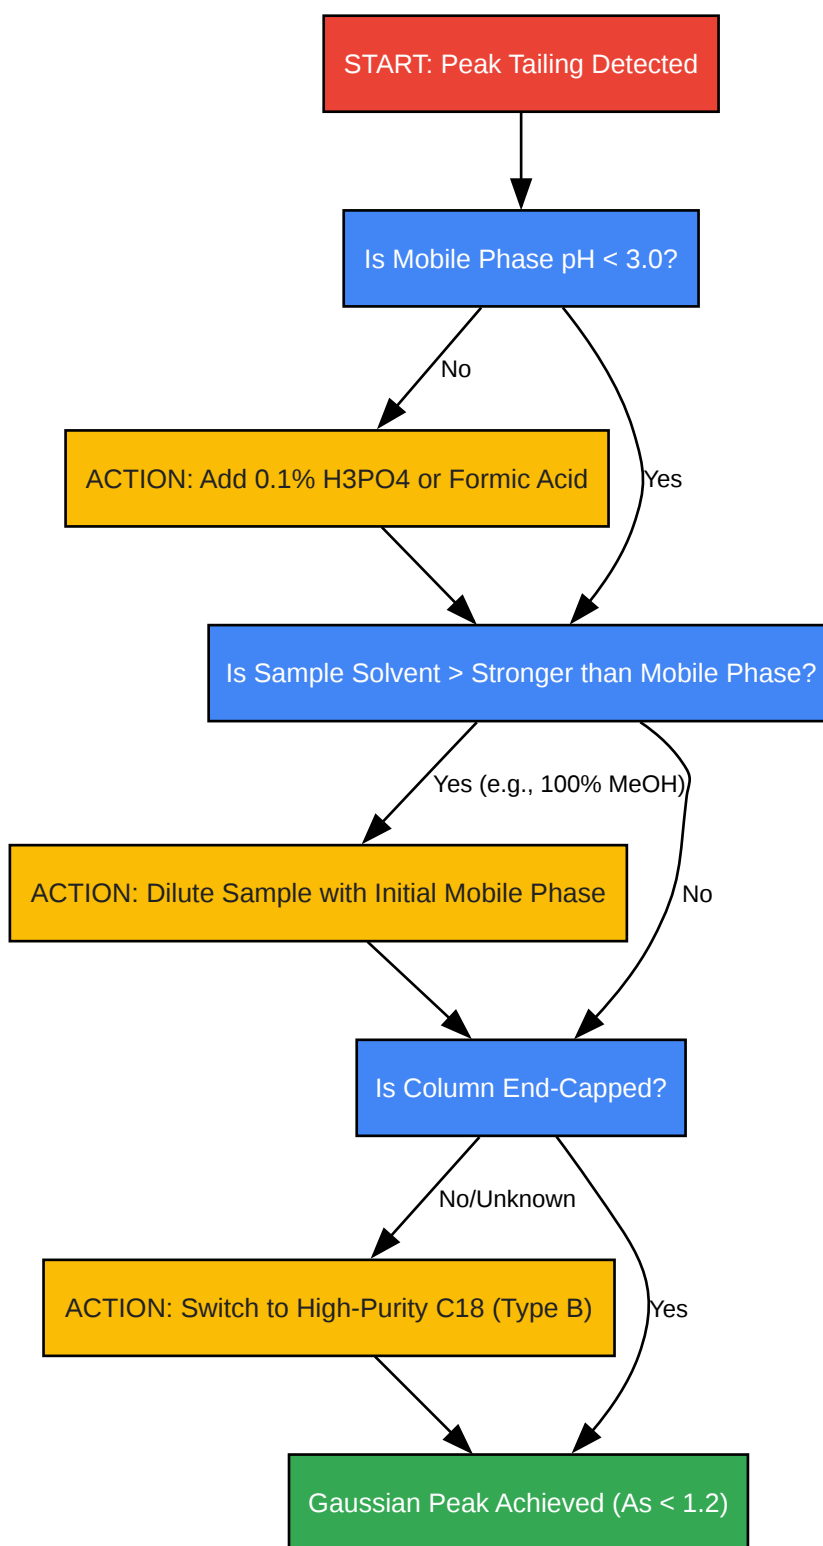 START: Peak Tailing Detected
Is Mobile Phase pH < 3.0?
No
ACTION: Add 0.1% H3PO4 or Formic Acid
Yes
Is Sample Solvent > Stronger than Mobile Phase?
Yes (e.g., 100% MeOH)
ACTION: Dilute Sample with Initial Mobile Phase
No
Is Column End-Capped?
No/Unknown
ACTION: Switch to High-Purity C18 (Type B)
Yes
Gaussian Peak Achieved (As < 1.2)